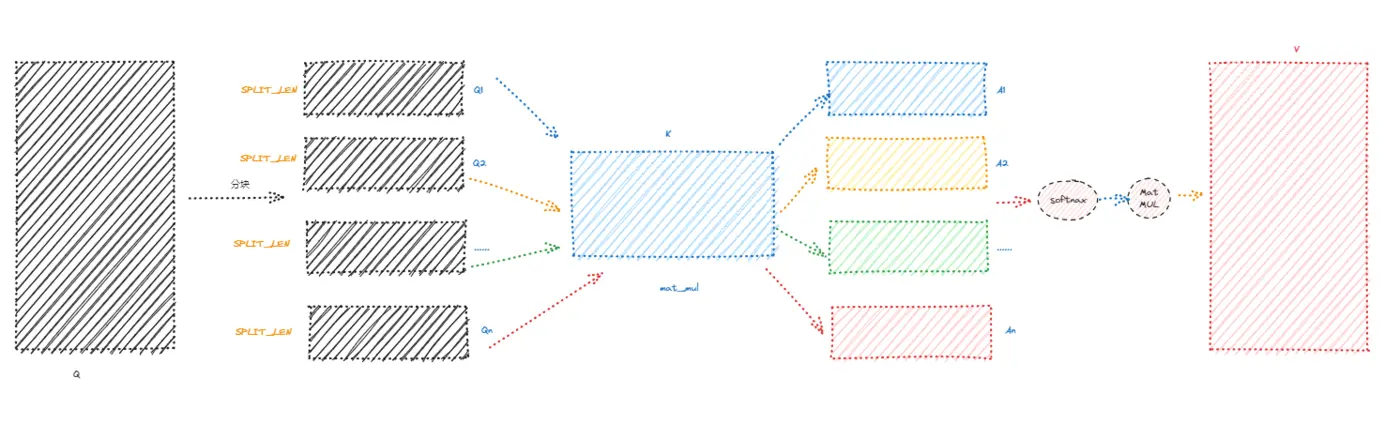 Q
分块
SPLIT_LEN
Q1
SPLIT_LEN
Q2
SPLIT_LEN
......
SPLIT_LEN
Qn
K
mat_mul
A1
A2
......
An
softmax
Mat
MUL
V